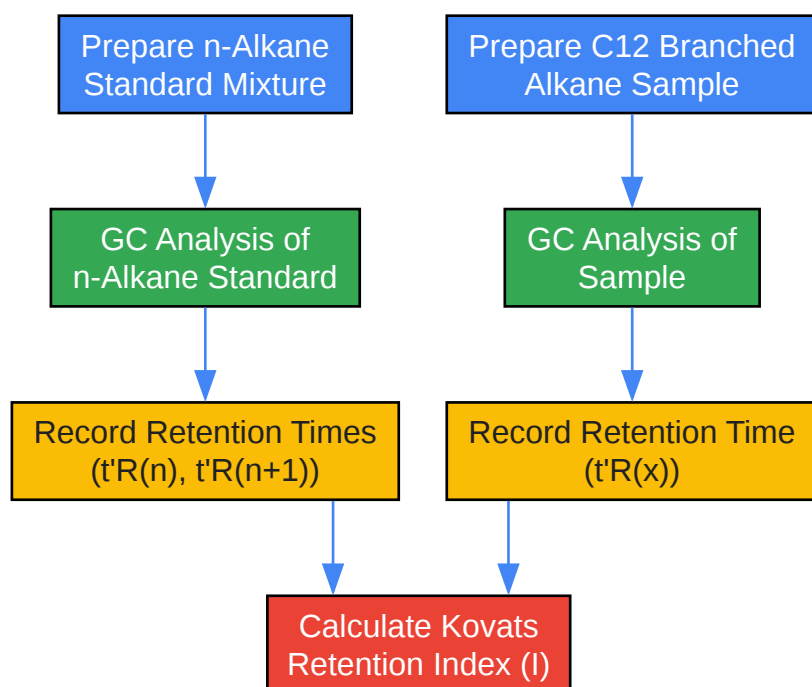 Prepare n-Alkane
Standard Mixture
Prepare C12 Branched
Alkane Sample
GC Analysis of
n-Alkane Standard
GC Analysis of
Sample
Record Retention Times
(t'R(n), t'R(n+1))
Record Retention Time
(t'R(x))
Calculate Kovats
Retention Index (I)